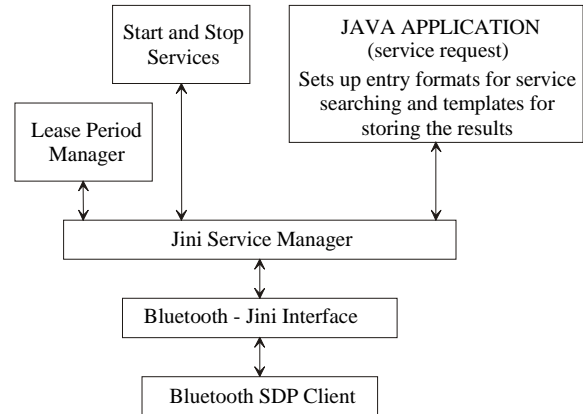 Start and Stop
Services
JAVA APPLICATION
(service request)
Sets up entry formats for service
searching and templates for
storing the results
Lease Period
Manager
Jini Service Manager
Bluetooth - Jini Interface
Bluetooth SDP Client